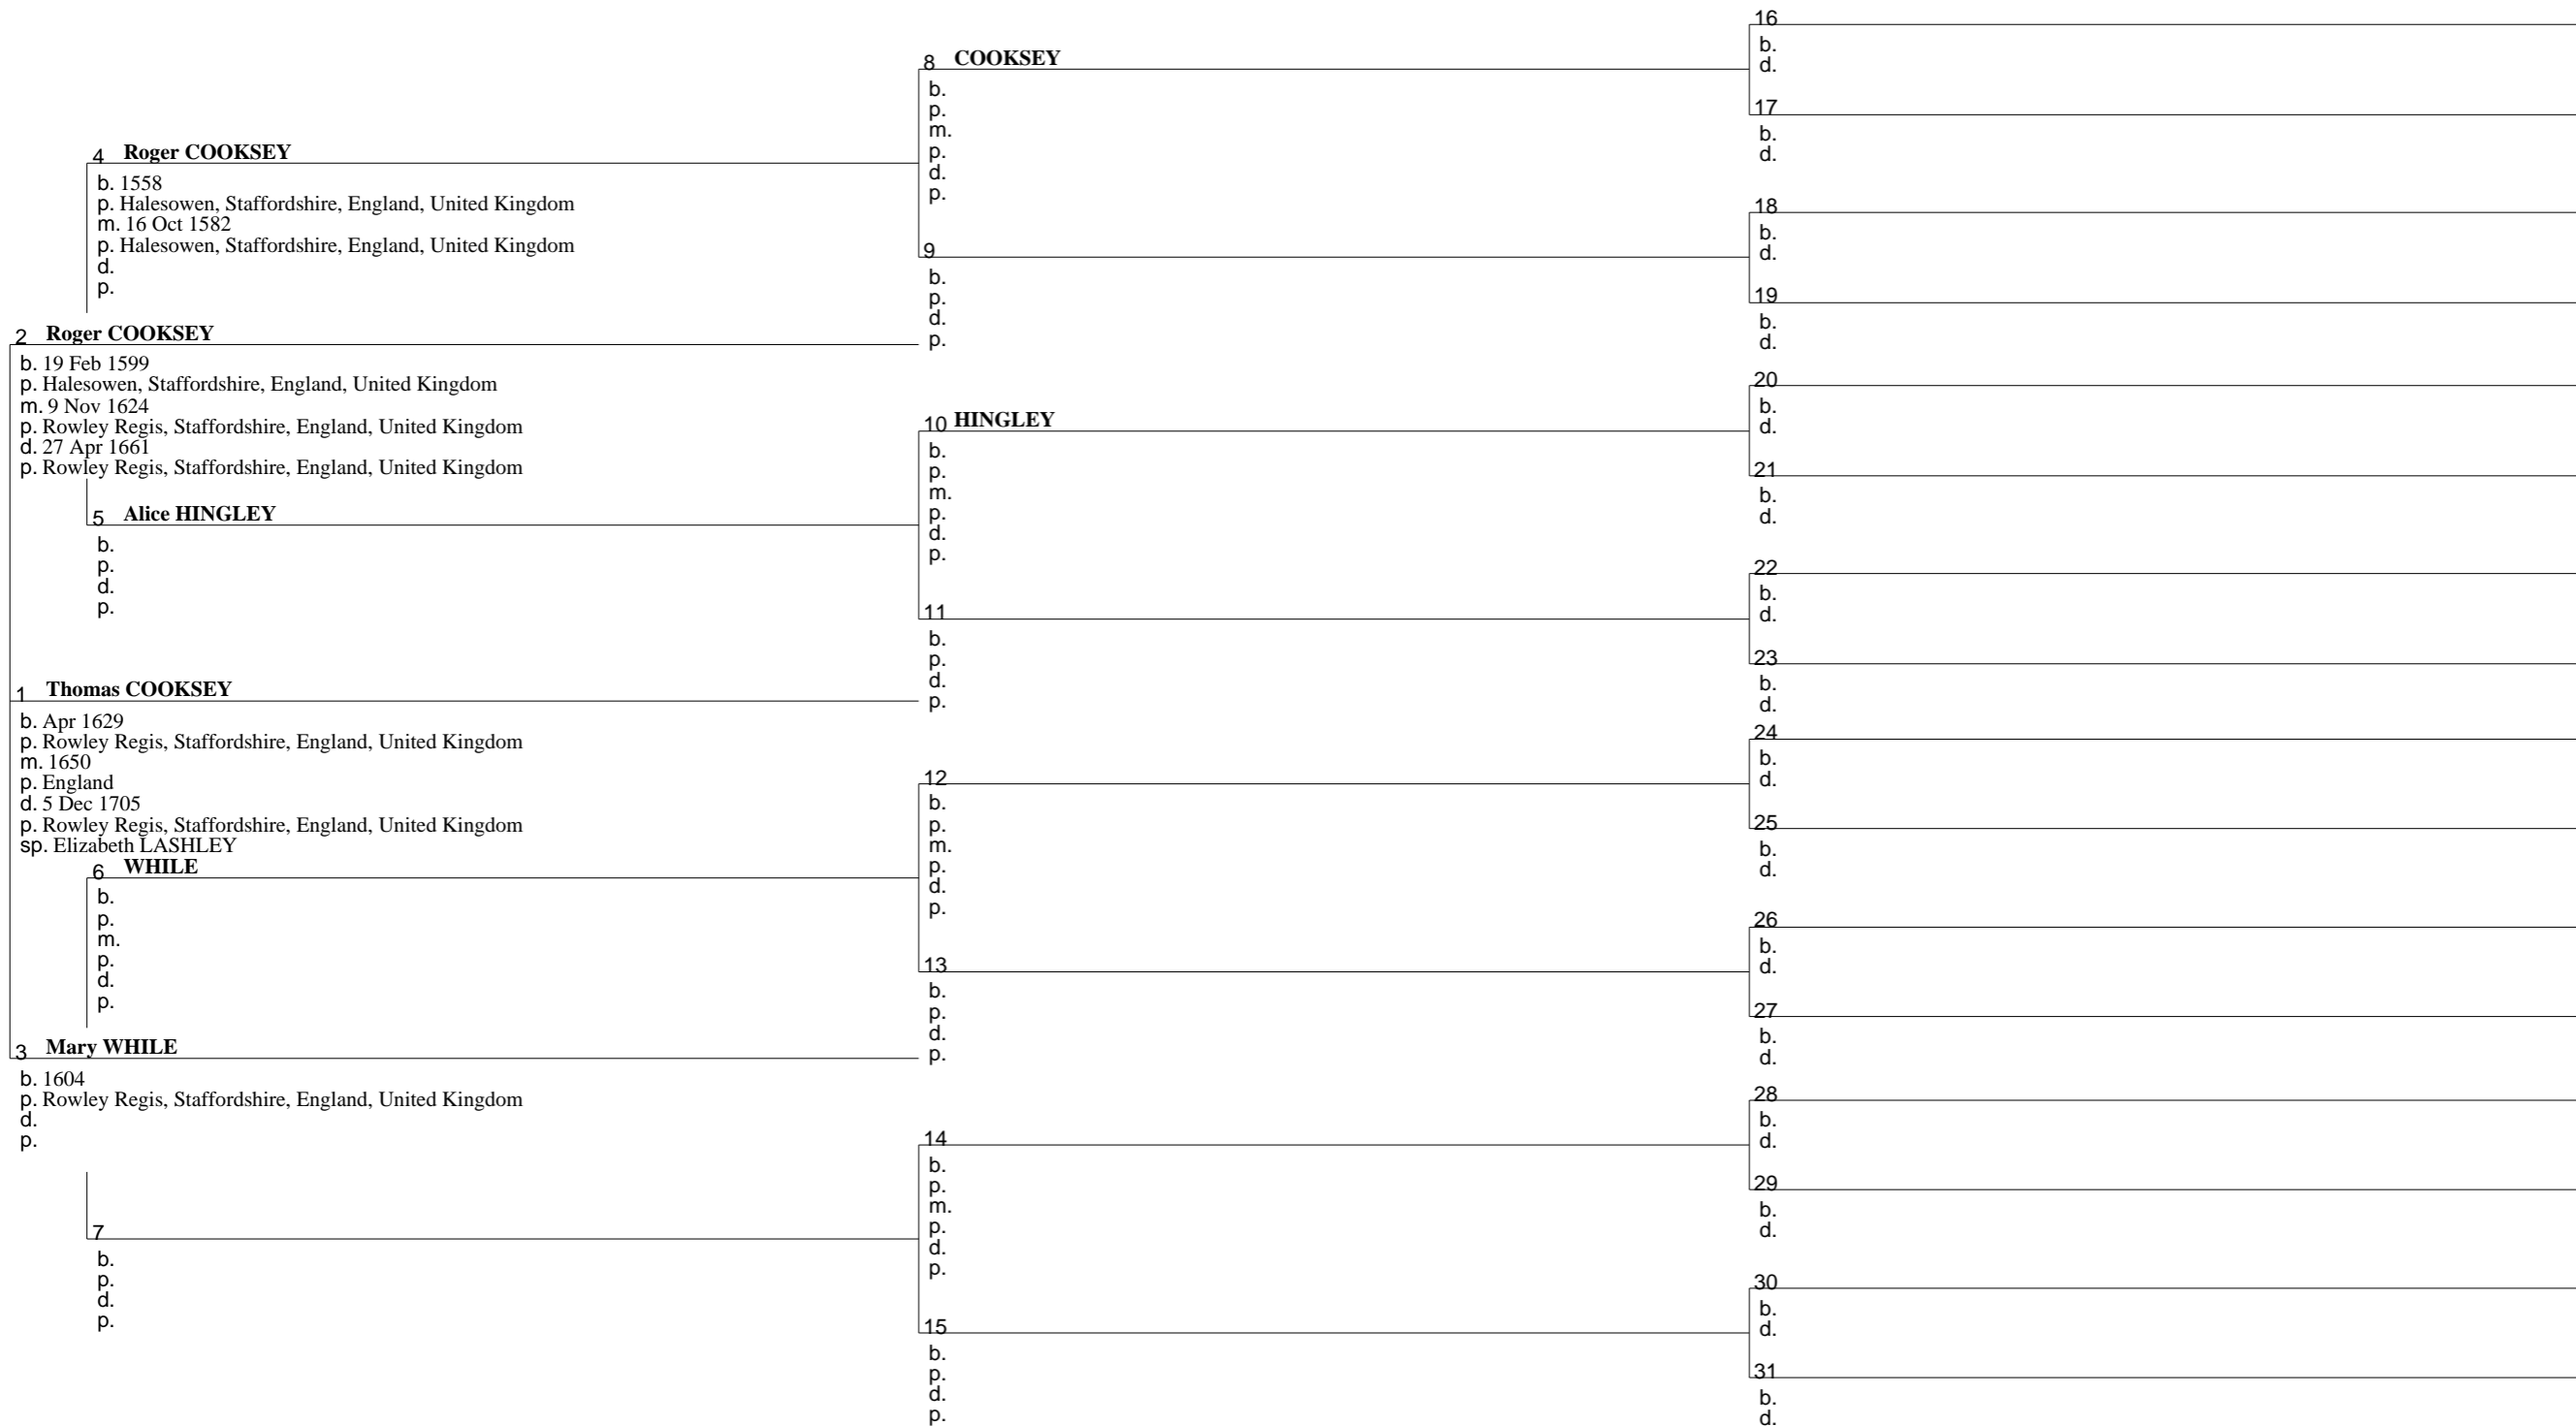 4 Roger COOKSEY
b. 1558
p. Halesowen, Staffordshire, England, United Kingdom
m. 16 Oct 1582
p. Halesowen, Staffordshire, England, United Kingdom
d.
p.
2 Roger COOKSEY
b. 19 Feb 1599
p. Halesowen, Staffordshire, England, United Kingdom
m. 9 Nov 1624
p. Rowley Regis, Staffordshire, England, United Kingdom
d. 27 Apr 1661
p. Rowley Regis, Staffordshire, England, United Kingdom
5 Alice HINGLEY
b.
p.
d.
p.
1 Thomas COOKSEY
b. Apr 1629
p. Rowley Regis, Staffordshire, England, United Kingdom
m. 1650
p. England
d. 5 Dec 1705
p. Rowley Regis, Staffordshire, England, United Kingdom
sp. Elizabeth LASHLEY
6 WHILE
b.
p.
m.
p.
d.
p.
3 Mary WHILE
b. 1604
p. Rowley Regis, Staffordshire, England, United Kingdom
d.
p.
7
b.
p.
d.
p.
8 COOKSEY
b.
p.
m.
p.
d.
p.
9
b.
p.
d.
p.
10 HINGLEY
b.
p.
m.
p.
d.
p.
11
b.
p.
d.
p.
12
b.
p.
m.
p.
d.
p.
13
b.
p.
d.
p.
14
b.
p.
m.
p.
d.
p.
15
b.
p.
d.
p.
16
b.
d.
17
b.
d.
18
b.
d.
19
b.
d.
20
b.
d.
21
b.
d.
22
b.
d.
23
b.
d.
24
b.
d.
25
b.
d.
26
b.
d.
27
b.
d.
28
b.
d.
29
b.
d.
30
b.
d.
31
b.
d.